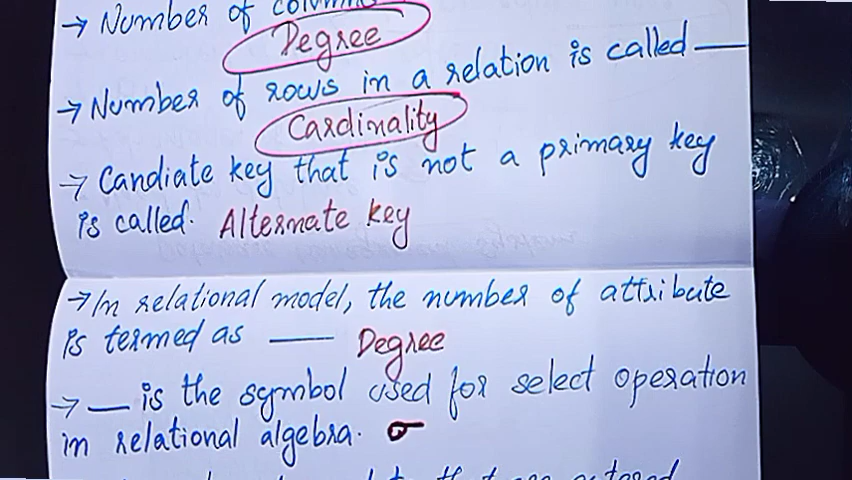 → Number of columns
Degree
→ Number of rows in a relation is called —
Cardinality
→ Candiate key that is not a primary key
is called. Alternate key
→ In relational model, the number of attribute
is termed as —— Degree
→ — is the symbol used for select operation
in relational algebra. σ